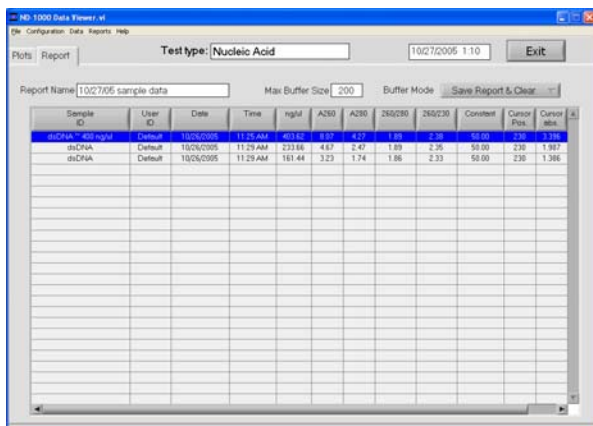 ND-1000 Data Viewer.vi
File Configuration Data Reports Help
Plots Report Test type: Nucleic Acid 10/27/2005 1:10 Exit
Report Name 10/27/05 sample data Max Buffer Size 200 Buffer Mode Save Report & Clear
Sample ID User ID Date Time ng/ul A260 A280 260/280 260/230 Constant Cursor Pos. Cursor abs.
dsDNA ~ 400 ng/ul Default 10/26/2005 11:25 AM 403.62 8.07 4.27 1.89 2.38 50.00 230 3.396
dsDNA Default 10/26/2005 11:29 AM 233.66 4.67 2.47 1.89 2.35 50.00 230 1.987
dsDNA Default 10/26/2005 11:29 AM 161.44 3.23 1.74 1.86 2.33 50.00 230 1.386